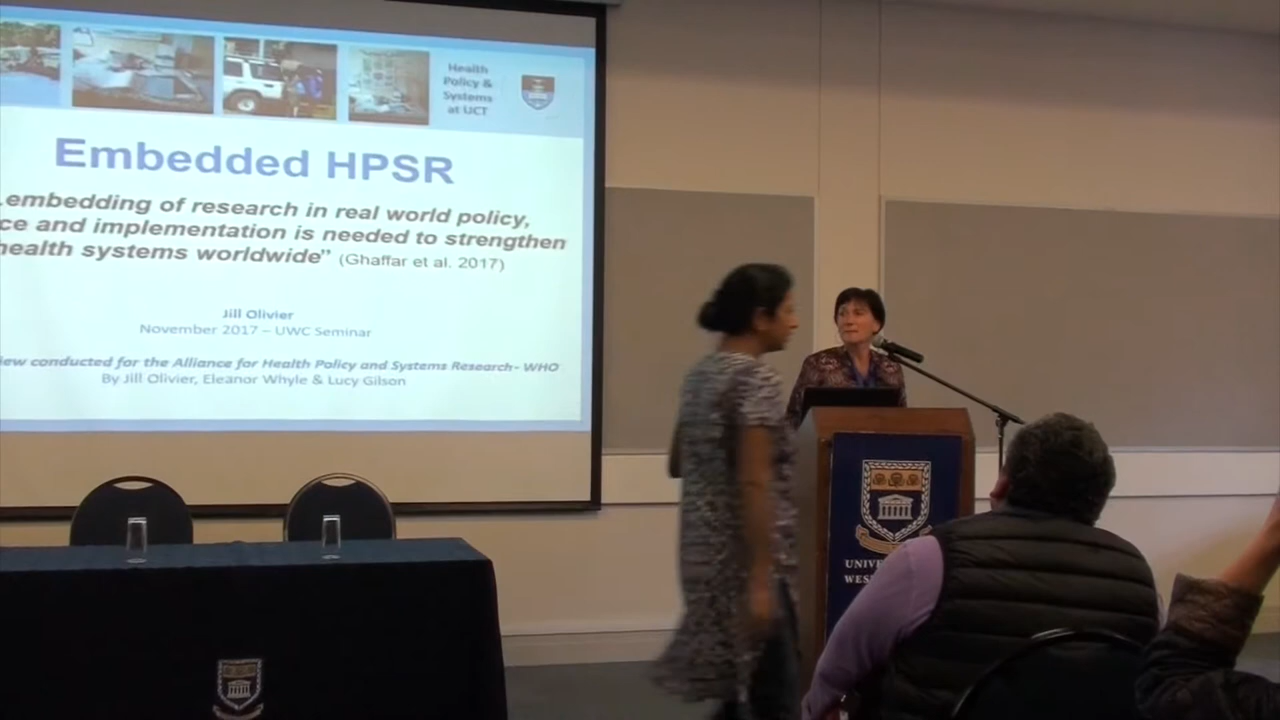 Health
Policy &
Systems
at UCT
Embedded HPSR
embedding of research in real world policy,
and implementation is needed to strengthen
health systems worldwide” (Ghaffar et al. 2017)
Jill Olivier
November 2017 – UWC Seminar
conducted for the Alliance for Health Policy and Systems Research- WHO
By Jill Olivier, Eleanor Whyle & Lucy Gilson